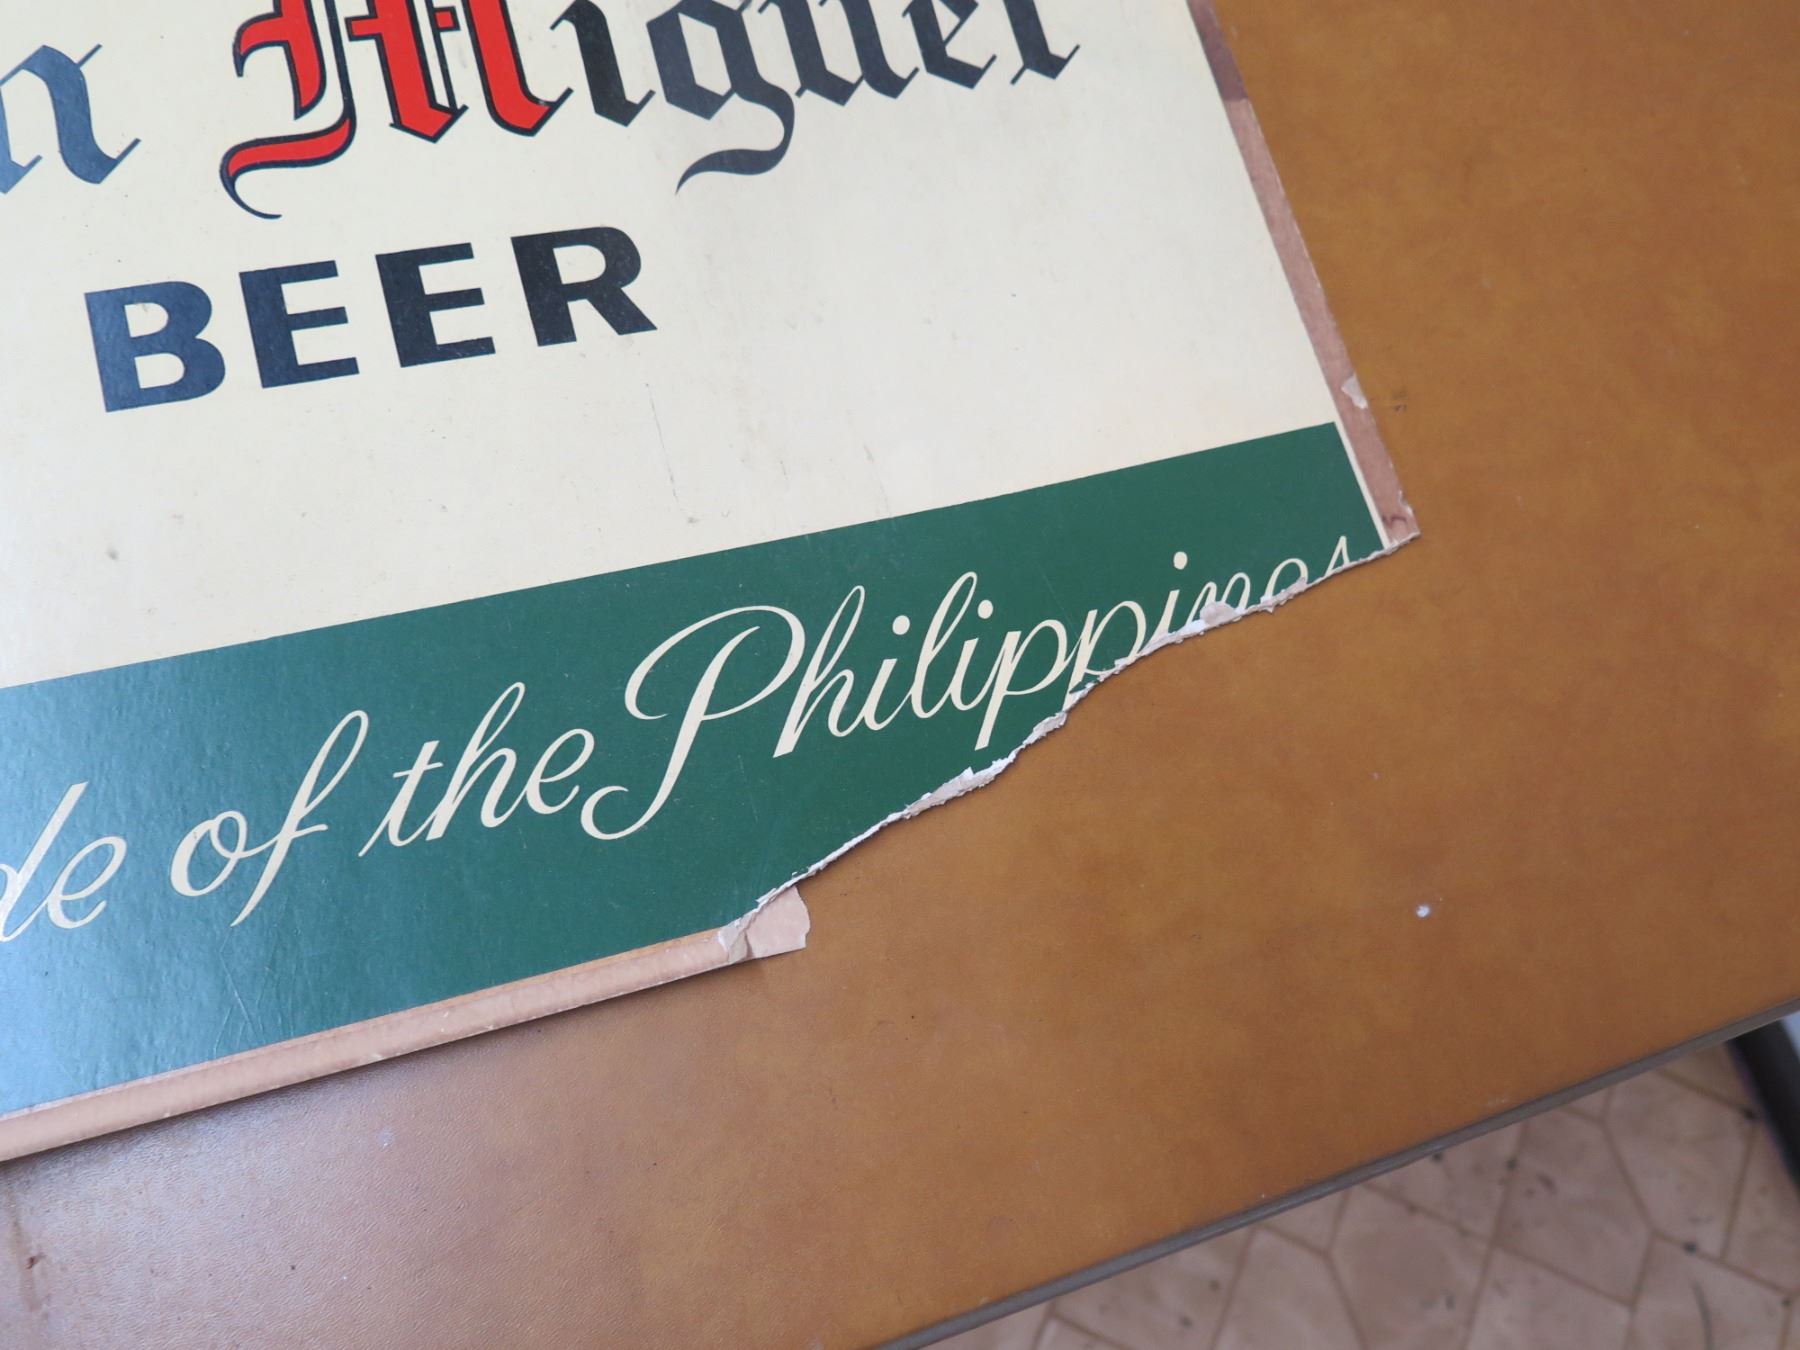 n Miguel
BEER
de of the Philippines